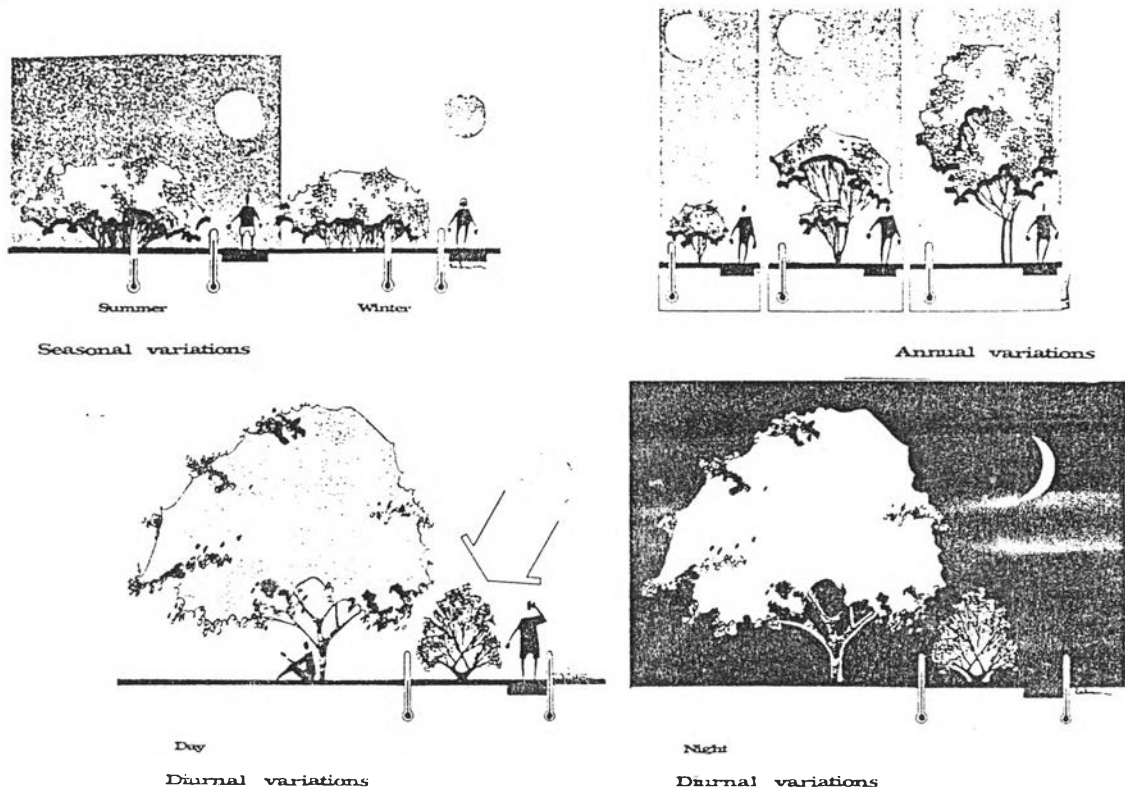 Summer
Winter
Seasonal variations
Annual variations
Day
Diurnal variations
Night
Diurnal variations